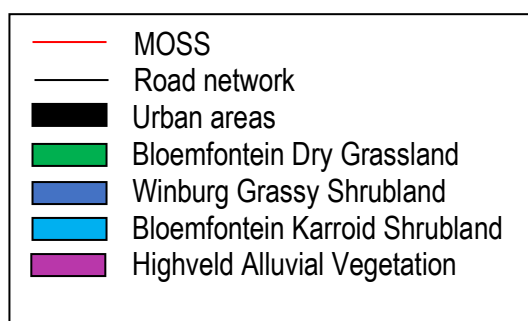 MOSS
Road network
Urban areas
Bloemfontein Dry Grassland
Winburg Grassy Shrubland
Bloemfontein Karroid Shrubland
Highveld Alluvial Vegetation